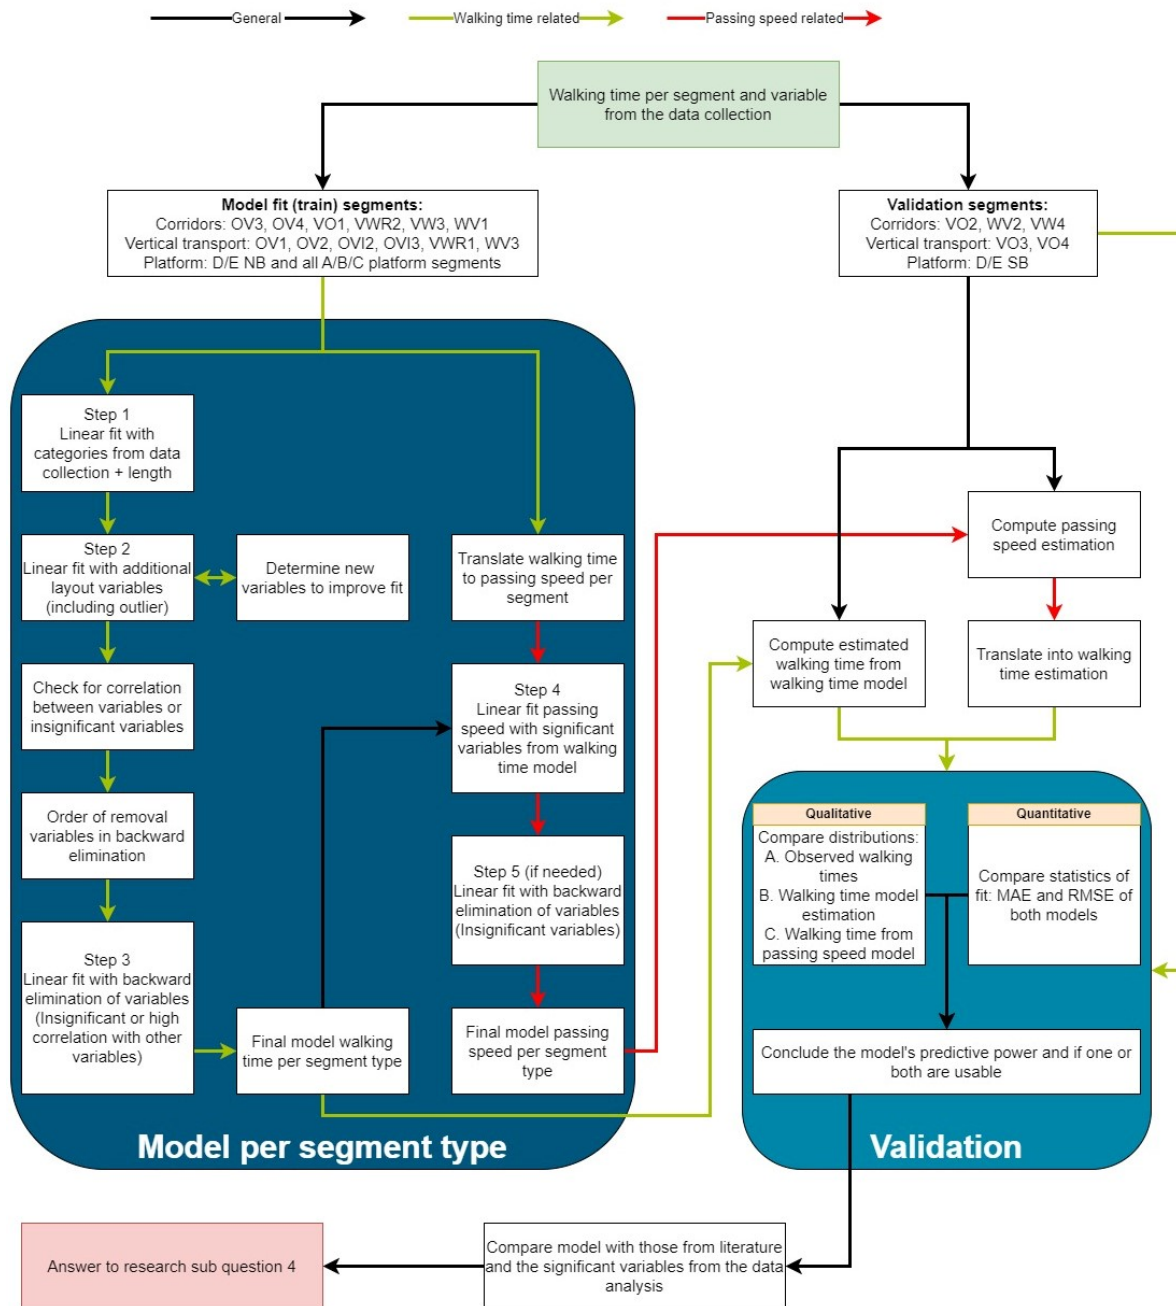 General
Walking time related
Passing speed related
Walking time per segment and variable
from the data collection
Model fit (train) segments:
Corridors: OV3, OV4, VO1, VWR2, VW3, WV1
Vertical transport: OV1, OV2, OVI2, OVI3, VWR1, WV3
Platform: D/E NB and all A/B/C platform segments
Validation segments:
Corridors: VO2, WV2, VW4
Vertical transport: VO3, VO4
Platform: D/E SB
Step 1
Linear fit with
categories from data
collection + length
Step 2
Linear fit with additional
layout variables
(including outlier)
Determine new
variables to improve fit
Check for correlation
between variables or
insignificant variables
Order of removal
variables in backward
elimination
Step 3
Linear fit with backward
elimination of variables
(Insignificant or high
correlation with other
variables)
Final model walking
time per segment type
Translate walking time
to passing speed per
segment
Step 4
Linear fit passing
speed with significant
variables from walking
time model
Step 5 (if needed)
Linear fit with backward
elimination of variables
(Insignificant variables)
Final model passing
speed per segment
type
Model per segment type
Compute passing
speed estimation
Compute estimated
walking time from
walking time model
Translate into walking
time estimation
Qualitative
Compare distributions:
A. Observed walking
times
B. Walking time model
estimation
C. Walking time from
passing speed model
Quantitative
Compare statistics of
fit: MAE and RMSE of
both models
Conclude the model's predictive power and if one or
both are usable
Validation
Compare model with those from literature
and the significant variables from the data
analysis
Answer to research sub question 4